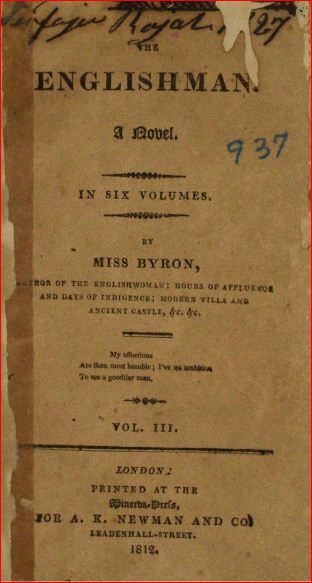 Royal 27
THE
ENGLISHMAN.
A Novel.
937
IN SIX VOLUMES.
BY
MISS BYRON,
AUTHOR OF THE ENGLISHWOMAN; HOURS OF AFFLUENCE
AND DAYS OF INDIGENCE; MODERN VILLA AND
ANCIENT CASTLE, &c. &c.
My affections
Are then most humble; I've no ambition
To see a goodlier man.
VOL. III.
LONDON:
PRINTED AT THE
Minerva-Press,
FOR A. K. NEWMAN AND CO
LEADENHALL-STREET.
1812.